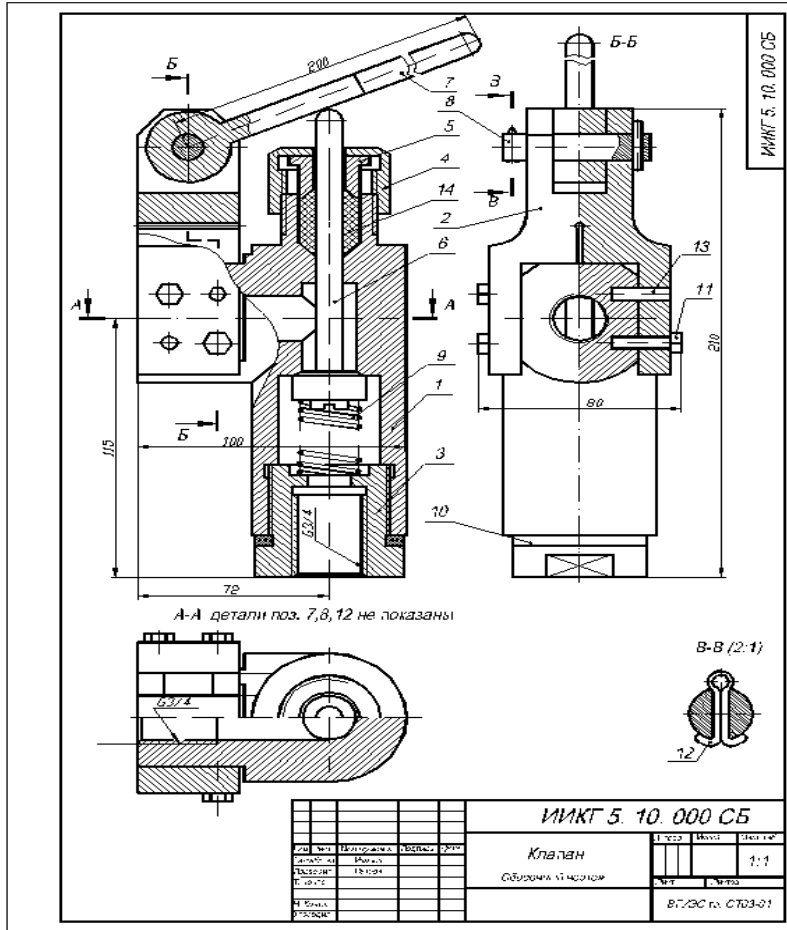 ИИКГ 5. 10. 000 СБ
Б
200
7
Б-Б
8
В
5
4
14
2
В
6
13
11
А
А
210
9
80
1
Б
100
115
3
G3/4
10
72
А-А детали поз. 7,8,12 не показаны
В-В (2:1)
G3/4
12
ИИКГ 5. 10. 000 СБ
Клапан
Сборочный чертеж
1:1